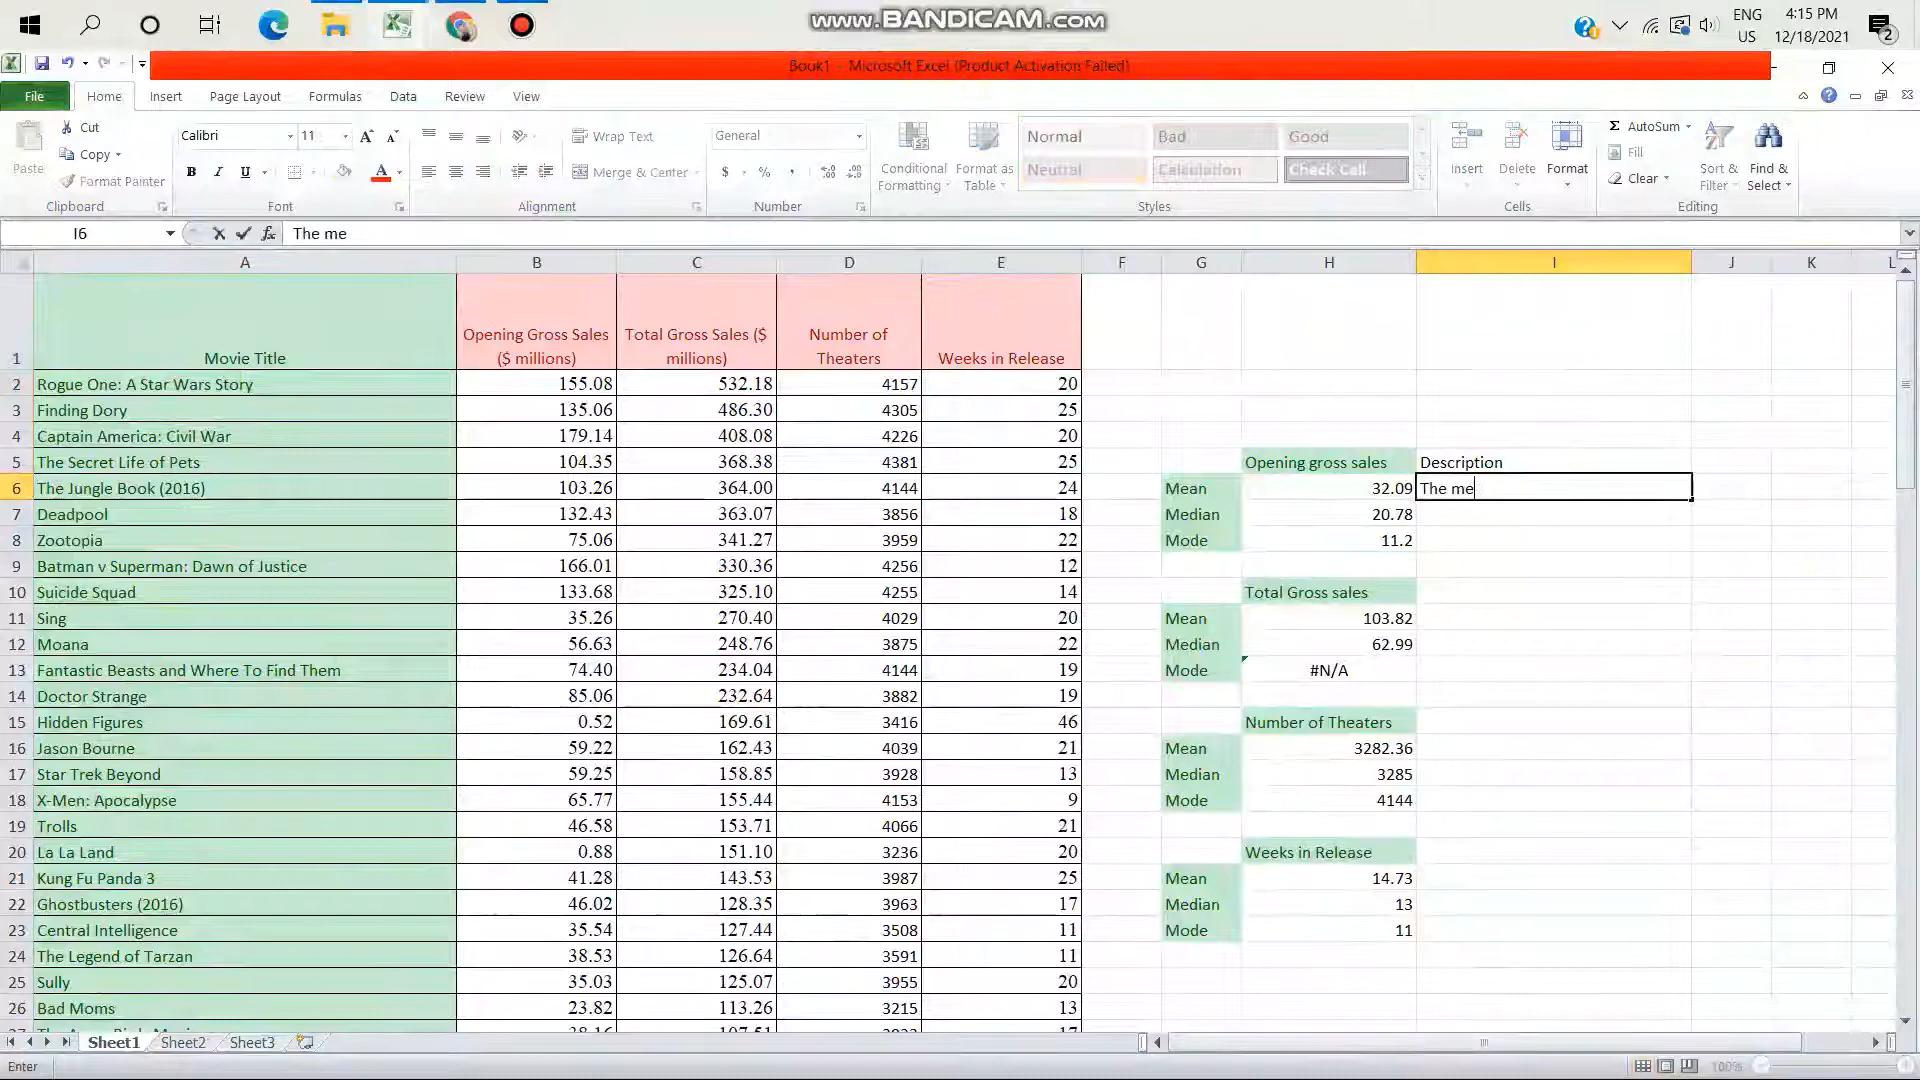 www.BANDICAM.com
ENG
US
4:15 PM
12/18/2021
2
Book1 - Microsoft Excel (Product Activation Failed)
File Home Insert Page Layout Formulas Data Review View
Paste
Cut
Copy
Format Painter
Calibri 11
B I U A
Wrap Text
Merge & Center
General
$ % ,
Conditional Formatting
Format as Table
Normal Bad Good
Neutral Calculation Check Cell
Insert Delete Format
Σ AutoSum
Fill
Clear
Sort & Filter
Find & Select
Clipboard Font Alignment Number Styles Cells Editing
I6 fx The me
A B C D E F G H I J K L
1 Movie Title Opening Gross Sales ($ millions) Total Gross Sales ($ millions) Number of Theaters Weeks in Release
2 Rogue One: A Star Wars Story 155.08 532.18 4157 20
3 Finding Dory 135.06 486.30 4305 25
4 Captain America: Civil War 179.14 408.08 4226 20
5 The Secret Life of Pets 104.35 368.38 4381 25 Opening gross sales Description
6 The Jungle Book (2016) 103.26 364.00 4144 24 Mean 32.09 The me
7 Deadpool 132.43 363.07 3856 18 Median 20.78
8 Zootopia 75.06 341.27 3959 22 Mode 11.2
9 Batman v Superman: Dawn of Justice 166.01 330.36 4256 12
10 Suicide Squad 133.68 325.10 4255 14 Total Gross sales
11 Sing 35.26 270.40 4029 20 Mean 103.82
12 Moana 56.63 248.76 3875 22 Median 62.99
13 Fantastic Beasts and Where To Find Them 74.40 234.04 4144 19 Mode #N/A
14 Doctor Strange 85.06 232.64 3882 19
15 Hidden Figures 0.52 169.61 3416 46 Number of Theaters
16 Jason Bourne 59.22 162.43 4039 21 Mean 3282.36
17 Star Trek Beyond 59.25 158.85 3928 13 Median 3285
18 X-Men: Apocalypse 65.77 155.44 4153 9 Mode 4144
19 Trolls 46.58 153.71 4066 21
20 La La Land 0.88 151.10 3236 20 Weeks in Release
21 Kung Fu Panda 3 41.28 143.53 3987 25 Mean 14.73
22 Ghostbusters (2016) 46.02 128.35 3963 17 Median 13
23 Central Intelligence 35.54 127.44 3508 11 Mode 11
24 The Legend of Tarzan 38.53 126.64 3591 11
25 Sully 35.03 125.07 3955 20
26 Bad Moms 23.82 113.26 3215 13
Sheet1 Sheet2 Sheet3
Enter 100%